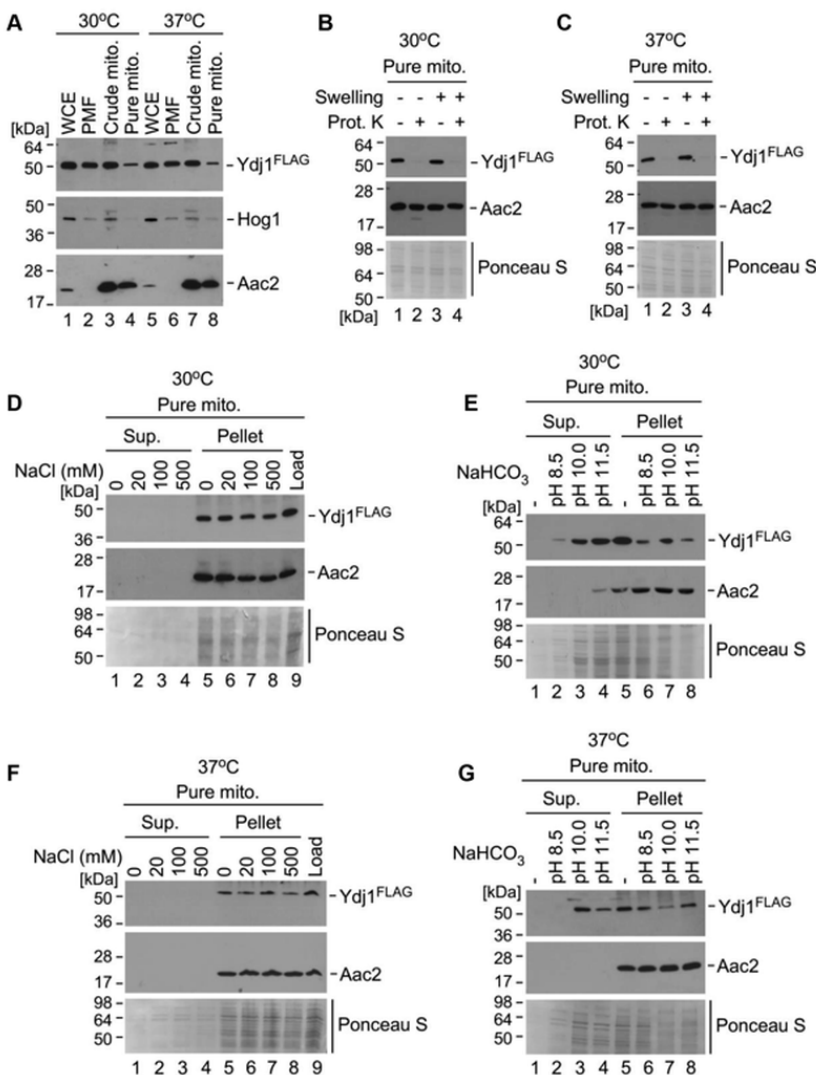 A
30ºC 37ºC
WCE PMF Crude mito. Pure mito. WCE PMF Crude mito. Pure mito.
[kDa]
64
50
Ydj1FLAG
50
36
Hog1
28
17
Aac2
1 2 3 4 5 6 7 8
B
30ºC
Pure mito.
Swelling - - + +
Prot. K - + - +
64
50
Ydj1FLAG
28
17
Aac2
98
64
50
Ponceau S
[kDa] 1 2 3 4
C
37ºC
Pure mito.
Swelling - - + +
Prot. K - + - +
64
50
Ydj1FLAG
28
17
Aac2
98
64
50
Ponceau S
[kDa] 1 2 3 4
D
30ºC
Pure mito.
Sup. Pellet
NaCl (mM) 0 20 100 500 0 20 100 500 Load
[kDa]
50
36
Ydj1FLAG
28
17
Aac2
98
64
50
Ponceau S
1 2 3 4 5 6 7 8 9
E
30ºC
Pure mito.
Sup. Pellet
NaHCO3 - pH 8.5 pH 10.0 pH 11.5 - pH 8.5 pH 10.0 pH 11.5
[kDa]
64
50
Ydj1FLAG
28
17
Aac2
98
64
50
Ponceau S
1 2 3 4 5 6 7 8
F
37ºC
Pure mito.
Sup. Pellet
NaCl (mM) 0 20 100 500 0 20 100 500 Load
[kDa]
50
36
Ydj1FLAG
28
17
Aac2
98
64
50
Ponceau S
1 2 3 4 5 6 7 8 9
G
37ºC
Pure mito.
Sup. Pellet
NaHCO3 - pH 8.5 pH 10.0 pH 11.5 - pH 8.5 pH 10.0 pH 11.5
[kDa]
50
36
Ydj1FLAG
28
17
Aac2
98
64
50
Ponceau S
1 2 3 4 5 6 7 8